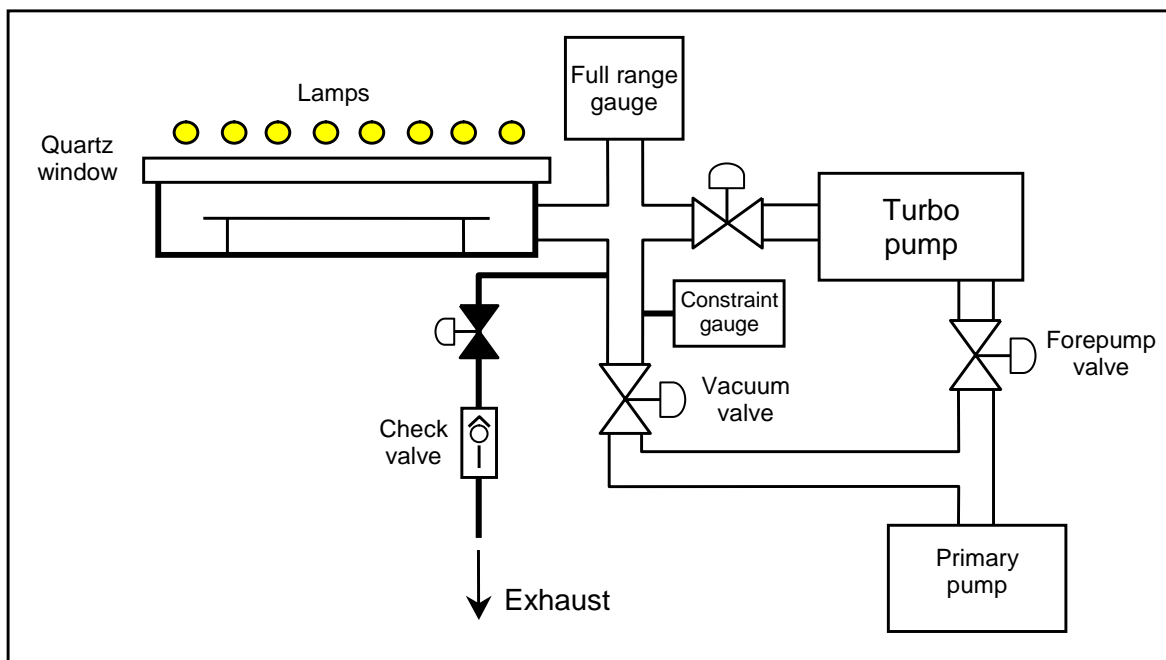 Full range
gauge
Lamps
Quartz
window
Turbo
pump
Constraint
gauge
Forepump
valve
Vacuum
valve
Check
valve
Primary
pump
Exhaust